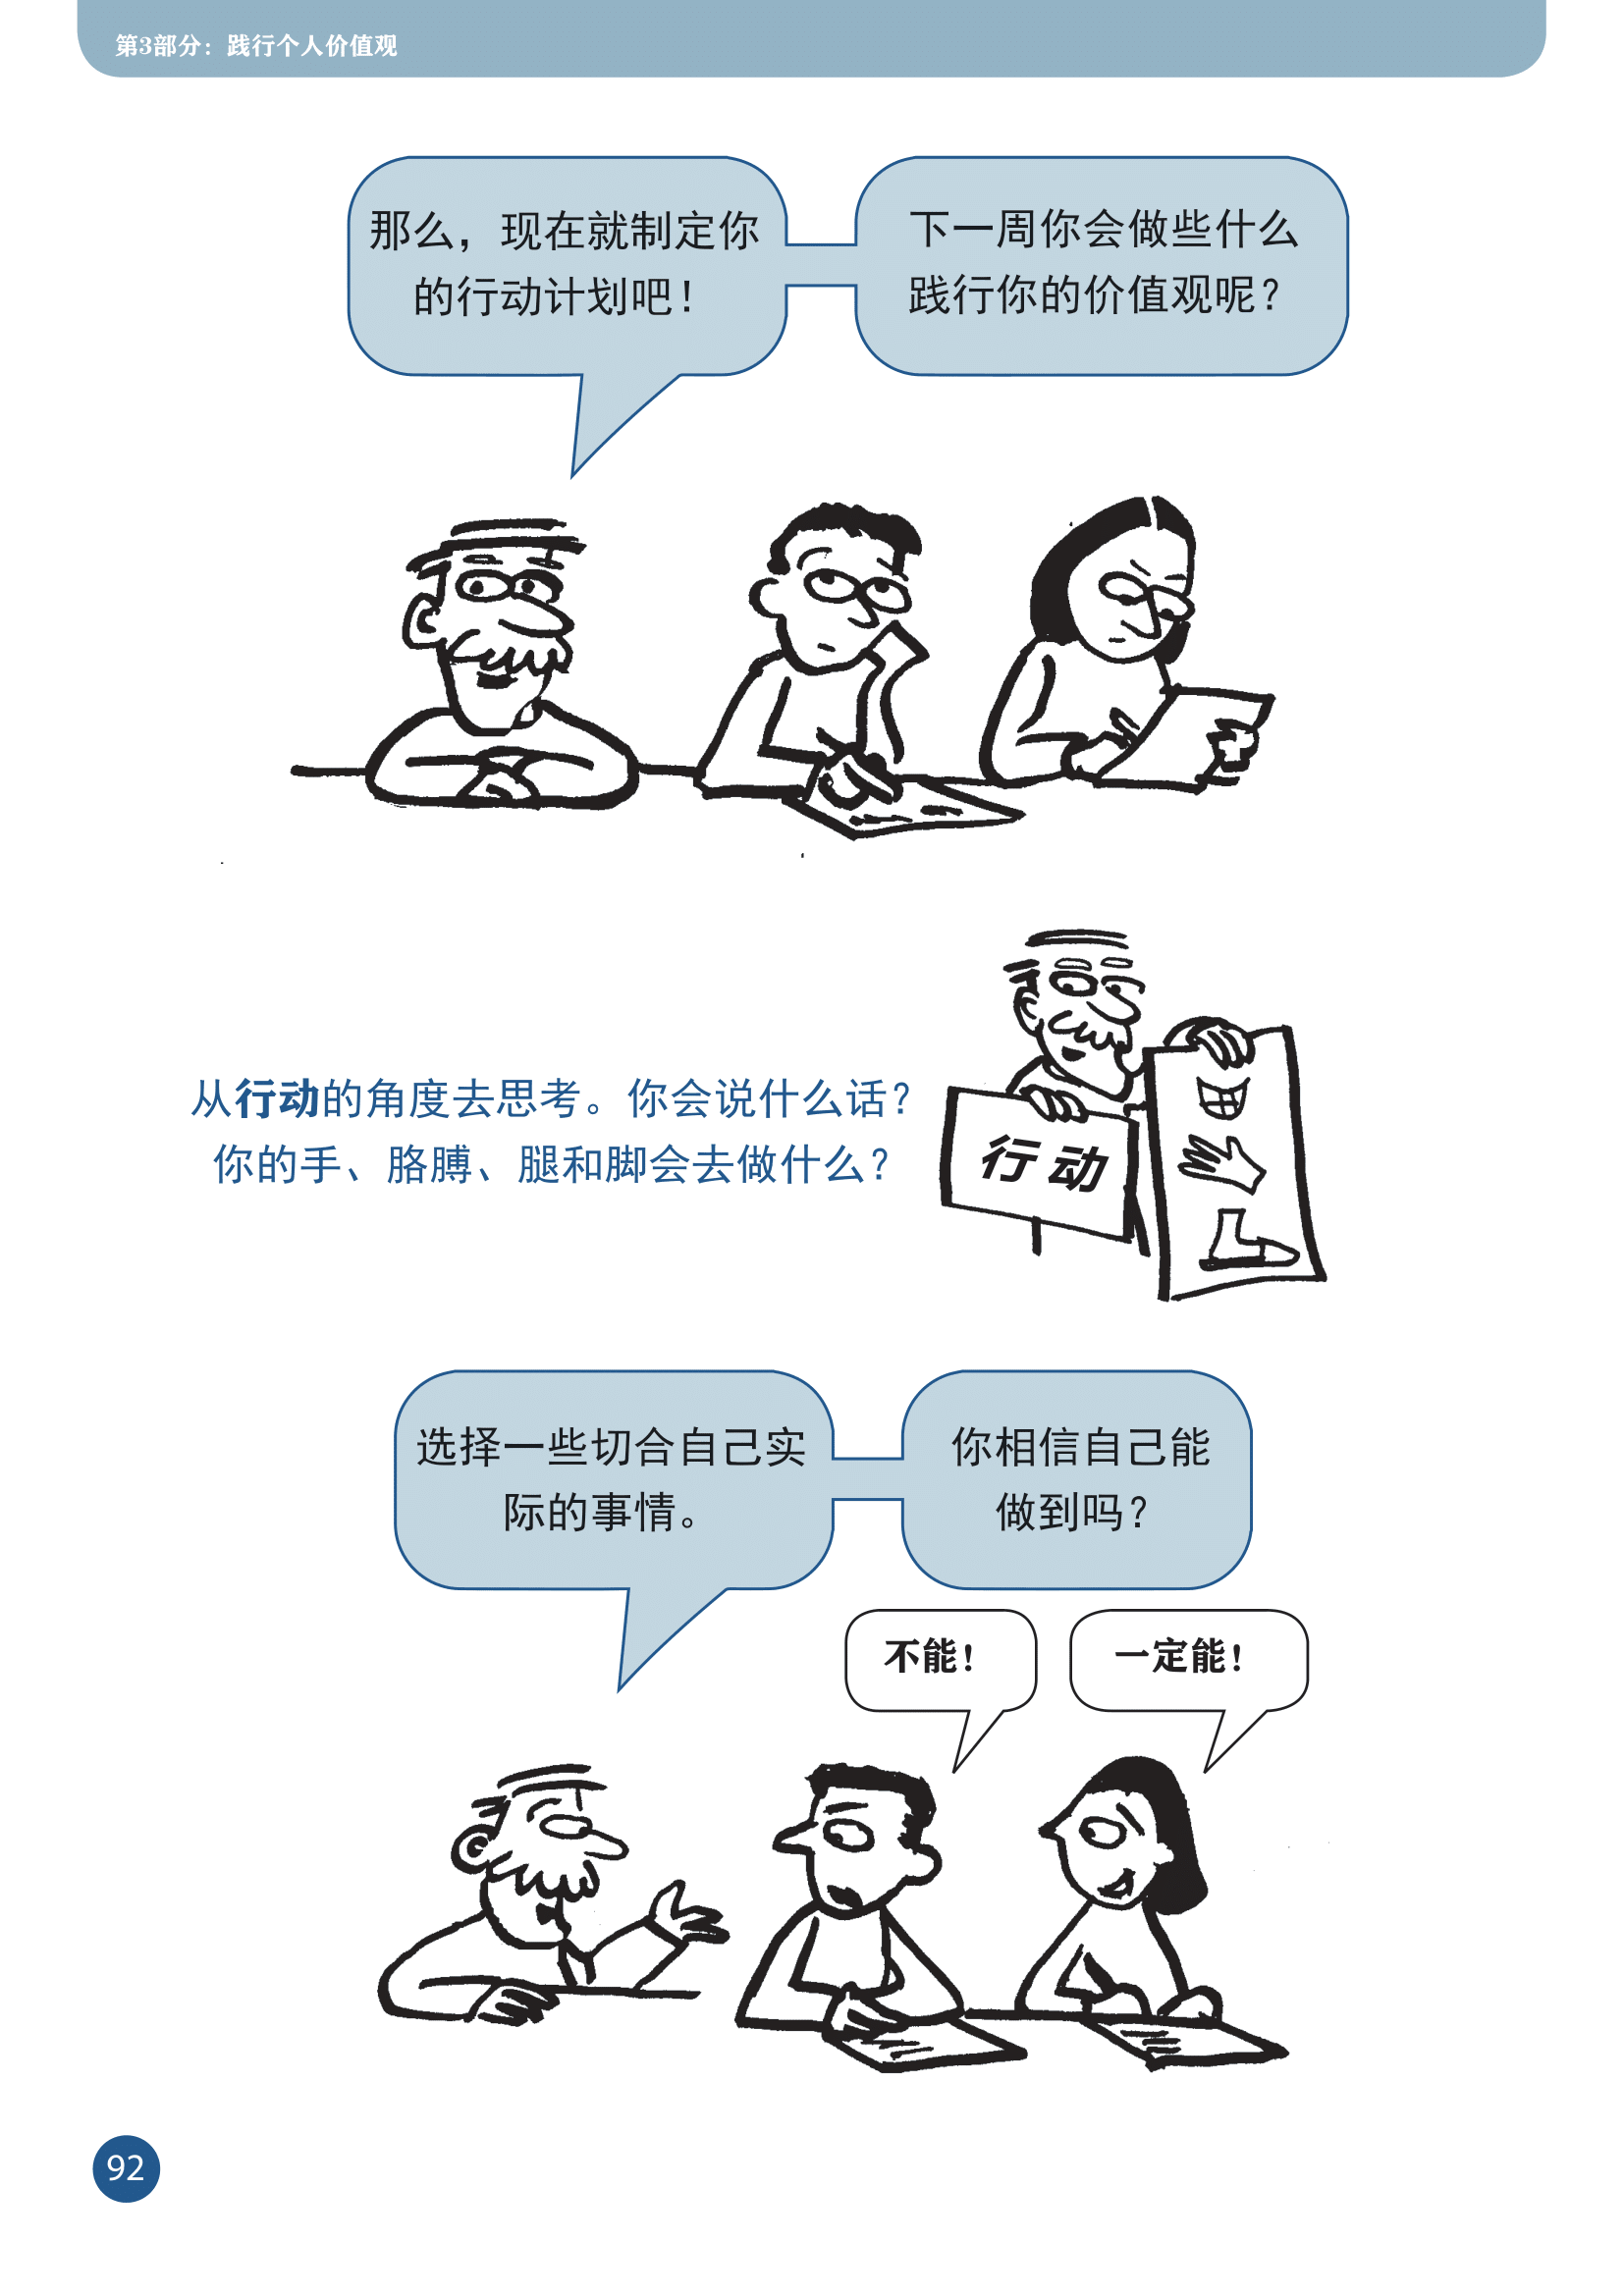 第3部分：践行个人价值观
那么，现在就制定你
的行动计划吧！
下一周你会做些什么
践行你的价值观呢？
从行动的角度去思考。你会说什么话？
你的手、胳膊、腿和脚会去做什么？
行动
选择一些切合自己实
际的事情。
你相信自己能
做到吗？
不能！
一定能！
92